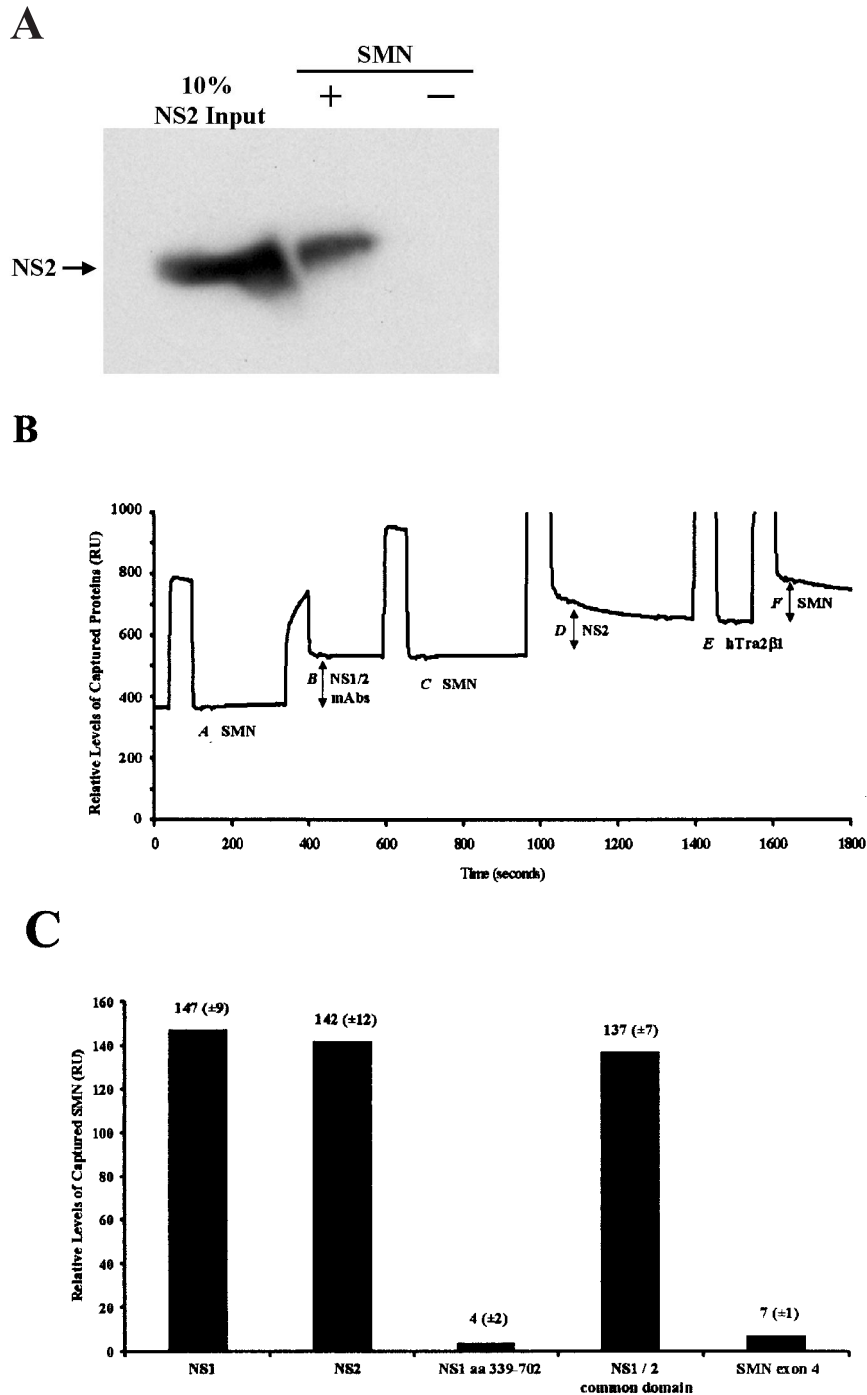 A
SMN
10%
NS2 Input
+ −
NS2
B
Relative Levels of Captured Proteins (RU)
1000
800
600
400
200
0
A SMN
B NS1/2
mAbs
C SMN
D NS2
E hTra2β1
F SMN
0 200 400 600 800 1000 1200 1400 1600 1800
Time (seconds)
C
Relative Levels of Captured SMN (RU)
160
140
120
100
80
60
40
20
0
147 (±9)
142 (±12)
4 (±2)
137 (±7)
7 (±1)
NS1
NS2
NS1 aa 339-702
NS1 / 2
common domain
SMN exon 4